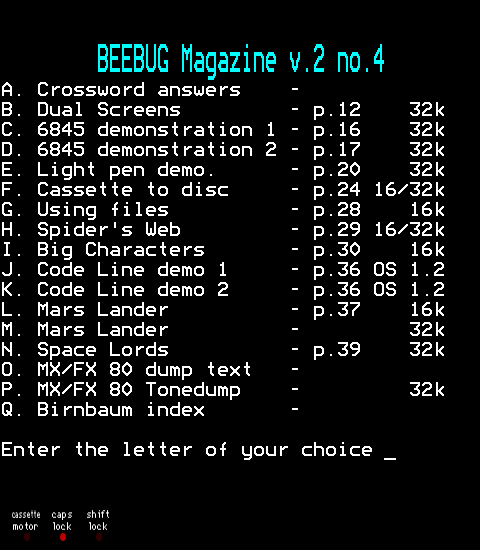 BEEBUG Magazine v.2 no.4
A. Crossword answers -
B. Dual Screens - p.12 32k
C. 6845 demonstration 1 - p.16 32k
D. 6845 demonstration 2 - p.17 32k
E. Light pen demo. - p.20 32k
F. Cassette to disc - p.24 16/32k
G. Using files - p.28 16k
H. Spider's Web - p.29 16/32k
I. Big Characters - p.30 16k
J. Code Line demo 1 - p.36 OS 1.2
K. Code Line demo 2 - p.36 OS 1.2
L. Mars Lander - p.37 16k
M. Mars Lander - 32k
N. Space Lords - p.39 32k
O. MX/FX 80 dump text -
P. MX/FX 80 Tonedump - 32k
Q. Birnbaum index -
Enter the letter of your choice _
cassette motor caps lock shift lock